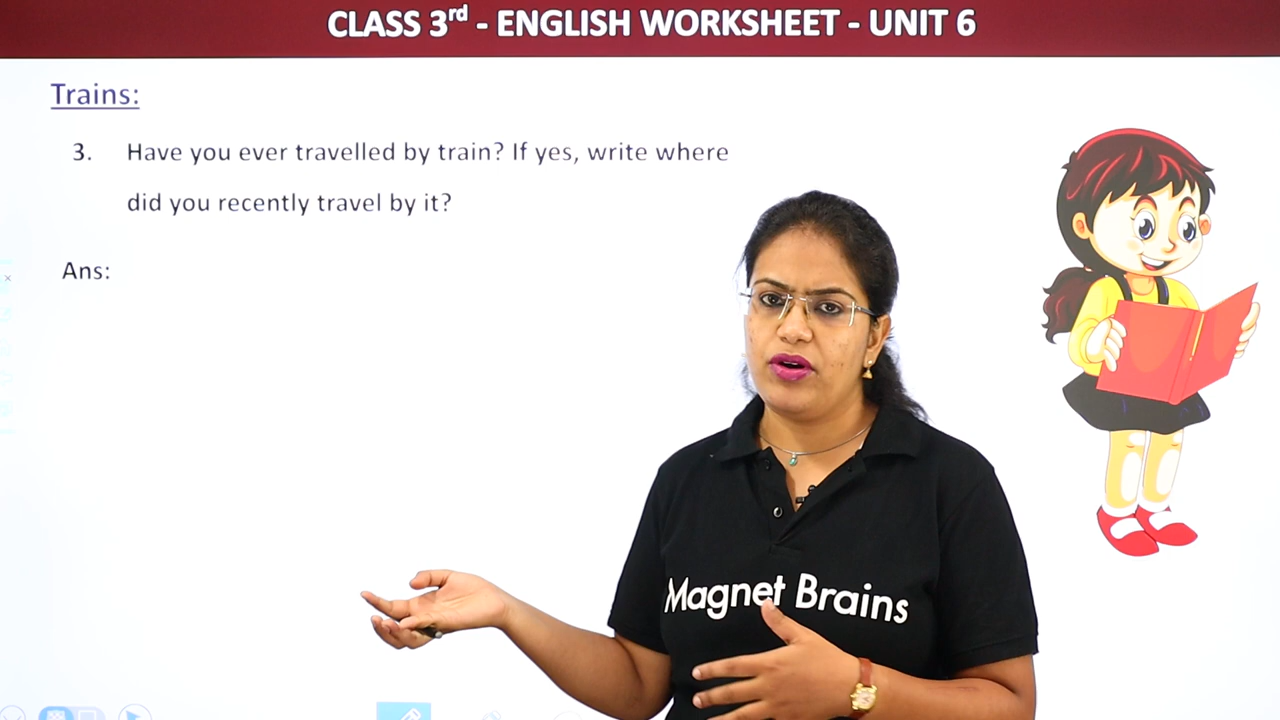 CLASS 3rd - ENGLISH WORKSHEET - UNIT 6
Trains:
3. Have you ever travelled by train? If yes, write where
did you recently travel by it?
Ans:
Magnet Brains